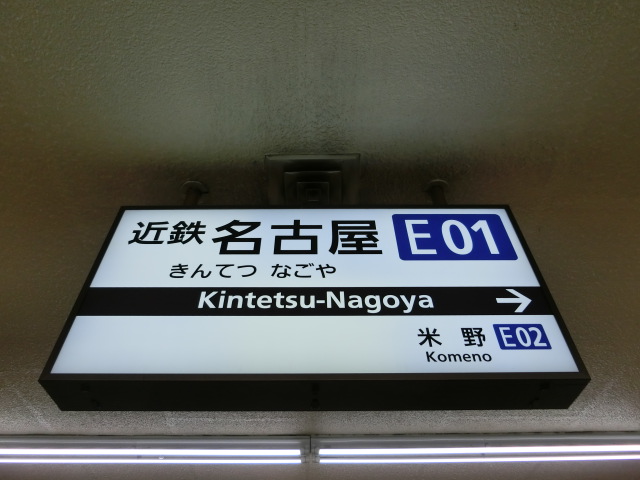 近鉄 名古屋 E01
きんてつ なごや
Kintetsu-Nagoya →
米野 E02
Komeno